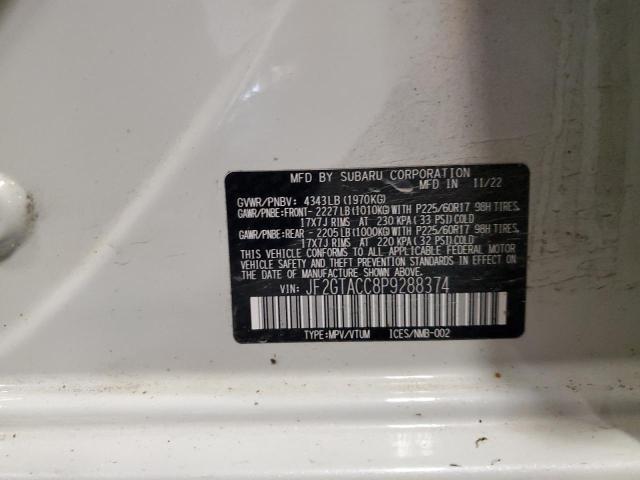 MFD BY SUBARU CORPORATION
MFD IN 11/22
GVWR/PNBV: 4343LB (1970KG)
GAWR/PNBE:FRONT- 2227LB(1010KG)WITH P225/60R17 98H TIRES,
17X7J RIMS AT 230 KPA( 33 PSI)COLD
GAWR/PNBE:REAR - 2205LB(1000KG)WITH P225/60R17 98H TIRES,
17X7J RIMS AT 220 KPA( 32 PSI)COLD
THIS VEHICLE CONFORMS TO ALL APPLICABLE FEDERAL MOTOR
VEHICLE SAFETY AND BUMPER STANDARDS IN EFFECT ON
THE DATE OF MANUFACTURE SHOWN ABOVE.
VIN: JF2GTACC8P9288374
TYPE:MPV/VTUM ICES/NMB-002